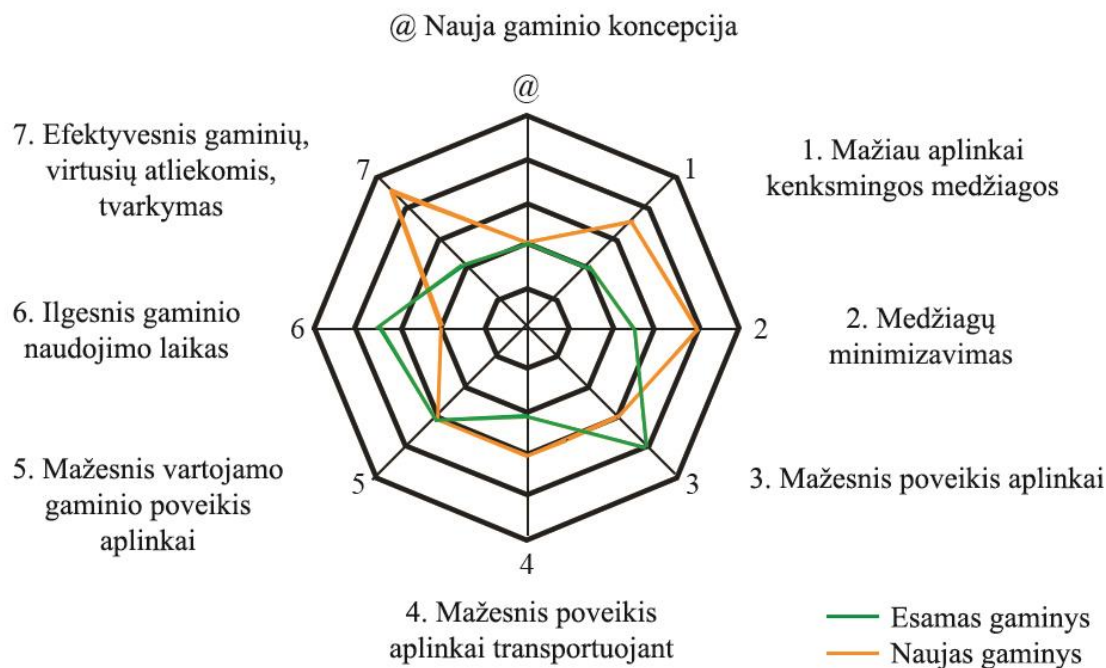 @ Nauja gaminio koncepcija
@
7. Efektyvesnis gaminių,
virtusių atliekomis,
tvarkymas
7
1
1. Mažiau aplinkai
kenksmingos medžiagos
6. Ilgesnis gaminio
naudojimo laikas
6
2
2. Medžiagų
minimizavimas
5. Mažesnis vartojamo
gaminio poveikis
aplinkai
5
3
3. Mažesnis poveikis aplinkai
4
4. Mažesnis poveikis
aplinkai transportuojant
Esamas gaminys
Naujas gaminys